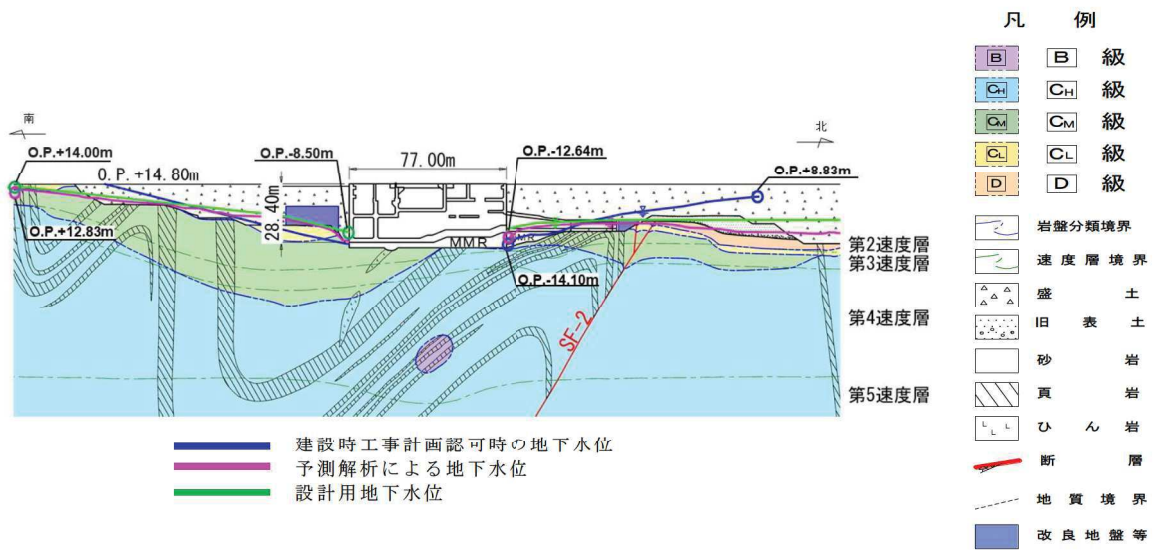 凡 例
B B 級
CH CH 級
CM CM 級
CL CL 級
D D 級
岩盤分類境界
速度層境界
盛土
旧表土
砂岩
頁岩
ひん岩
断層
地質境界
改良地盤等
南
北
O.P.+14.00m
O.P.+14.80m
O.P.-8.50m
77.00m
O.P.-12.64m
O.P.+8.93m
28.40m
O.P.+12.83m
MMR
O.P.-14.10m
SF-2
第2速度層
第3速度層
第4速度層
第5速度層
建設時工事計画認可時の地下水位
予測解析による地下水位
設計用地下水位